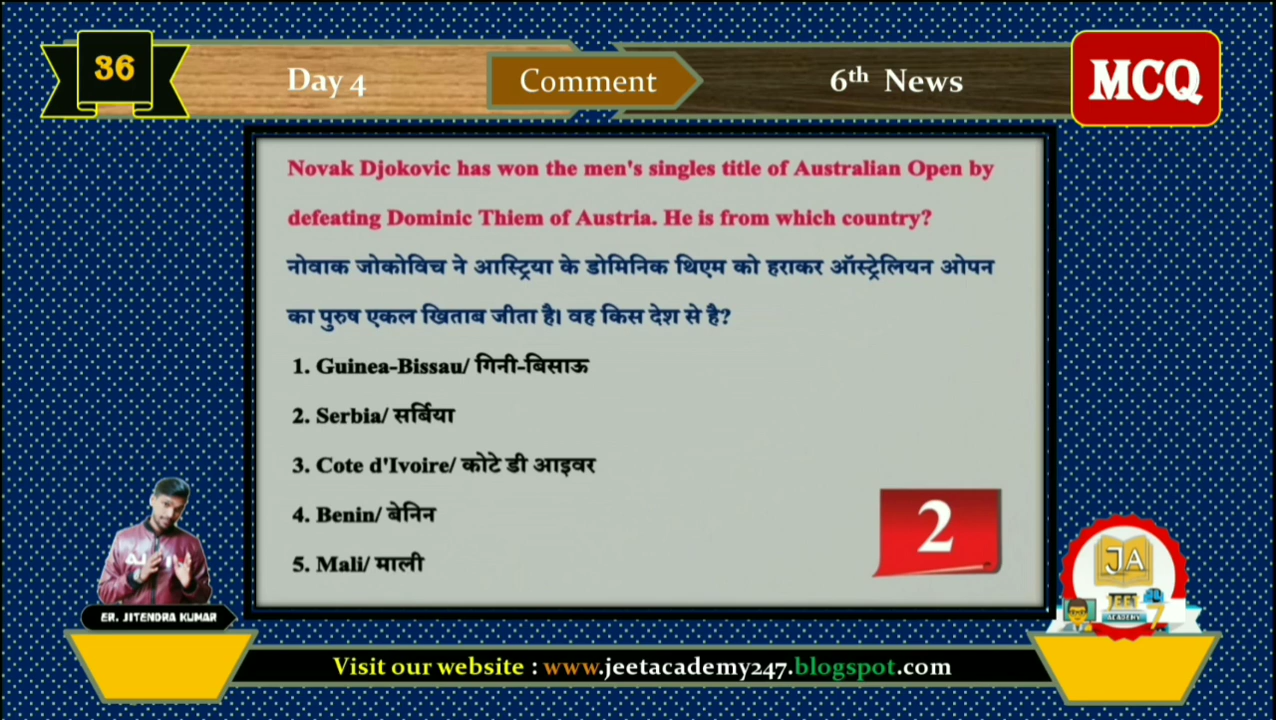 36
Day 4
Comment
6th News
MCQ
Novak Djokovic has won the men's singles title of Australian Open by
defeating Dominic Thiem of Austria. He is from which country?
नोवाक जोकोविच ने आस्ट्रिया के डोमिनिक थिएम को हराकर ऑस्ट्रेलियन ओपन
का पुरुष एकल खिताब जीता है। वह किस देश से है?
1. Guinea-Bissau/ गिनी-बिसाऊ
2. Serbia/ सर्बिया
3. Cote d'Ivoire/ कोटे डी आइवर
4. Benin/ बेनिन
5. Mali/ माली
2
ER. JITENDRA KUMAR
JA
JEET
ACADEMY
Visit our website : www.jeetacademy247.blogspot.com